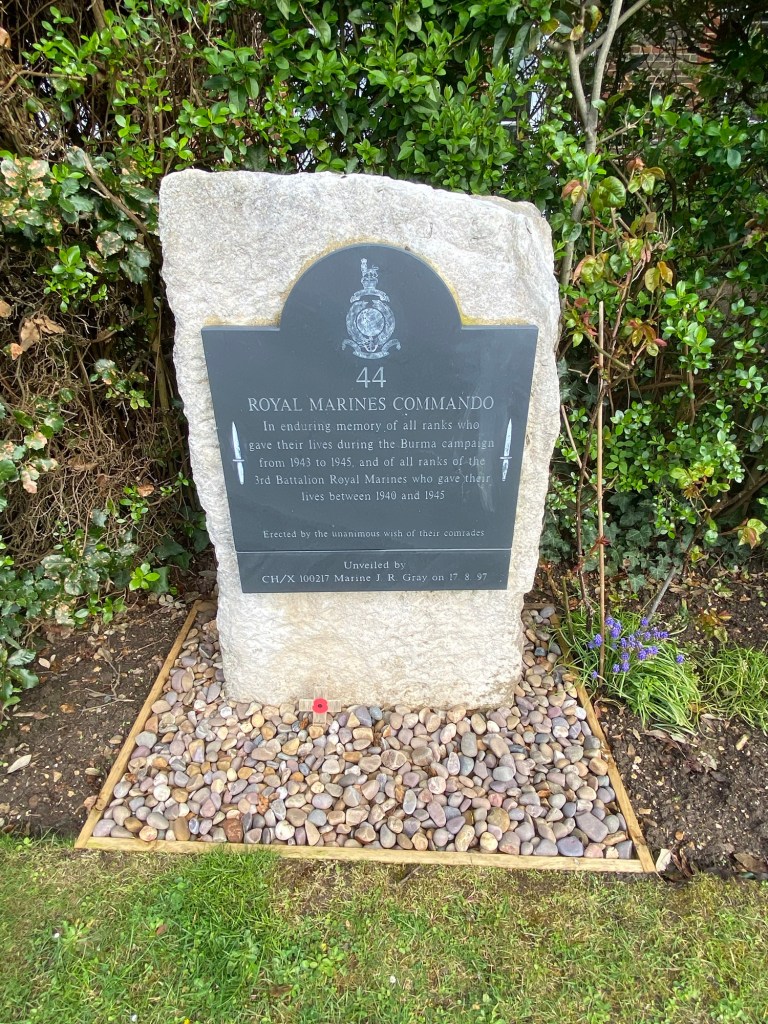 44
ROYAL MARINES COMMANDO
In enduring memory of all ranks who
gave their lives during the Burma campaign
from 1943 to 1945, and of all ranks of the
3rd Battalion Royal Marines who gave their
lives between 1940 and 1945
Erected by the unanimous wish of their comrades
Unveiled by
CH/X 100217 Marine J. R. Gray on 17. 8. 97